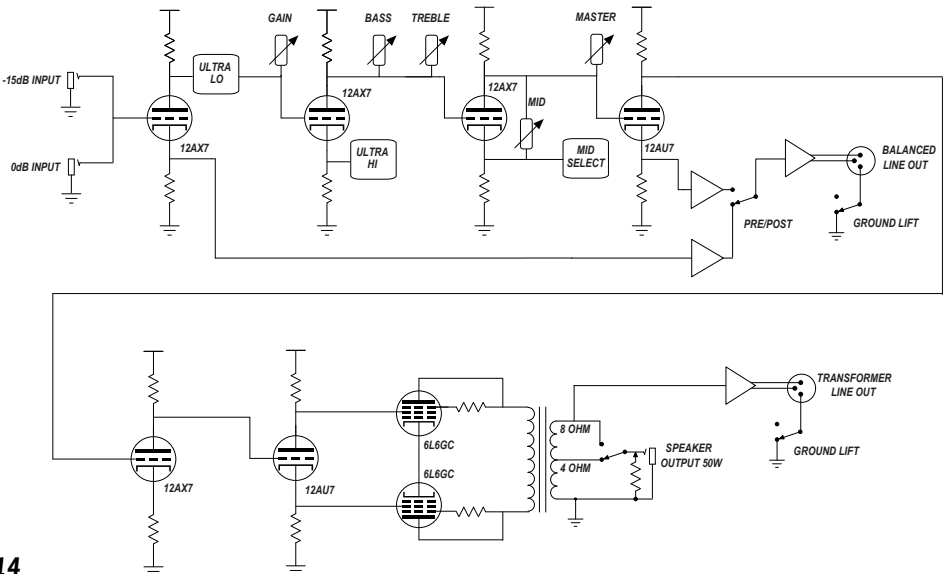 GAIN
BASS
TREBLE
MASTER
-15dB INPUT
ULTRA
LO
12AX7
MID
12AX7
12AX7
12AU7
0dB INPUT
ULTRA
HI
MID
SELECT
BALANCED
LINE OUT
PRE/POST
GROUND LIFT
TRANSFORMER
LINE OUT
8 OHM
6L6GC
GROUND LIFT
SPEAKER
OUTPUT 50W
4 OHM
6L6GC
12AX7
12AU7
14